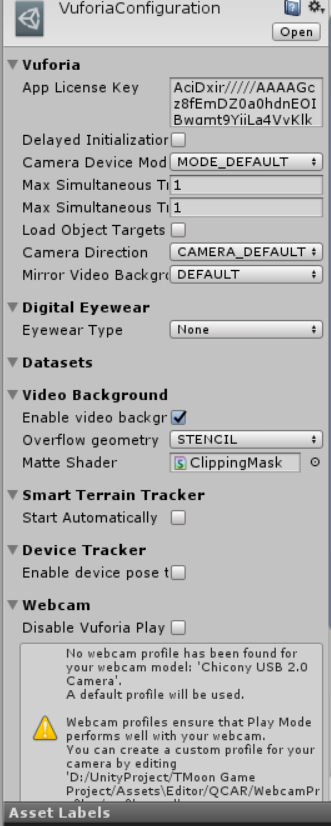 VuforiaConfiguration
Open
Vuforia
App License Key
AciDxir/////AAAAGc
z8fEmDZ0a0hdnEOI
Bwqmt9YiiLa4VvKlk
Delayed Initialization
Camera Device Mod MODE_DEFAULT
Max Simultaneous Tr 1
Max Simultaneous Tr 1
Load Object Targets
Camera Direction CAMERA_DEFAULT
Mirror Video Backgro DEFAULT
Digital Eyewear
Eyewear Type None
Datasets
Video Background
Enable video backgr
Overflow geometry STENCIL
Matte Shader ClippingMask
Smart Terrain Tracker
Start Automatically
Device Tracker
Enable device pose t
Webcam
Disable Vuforia Play
No webcam profile has been found for
your webcam model: 'Chicony USB 2.0
Camera'.
A default profile will be used.
Webcam profiles ensure that Play Mode
performs well with your webcam.
You can create a custom profile for your
camera by editing
'D:/UnityProject/TMoon Game
Project/Assets\Editor/QCAR/WebcamPr
Asset Labels